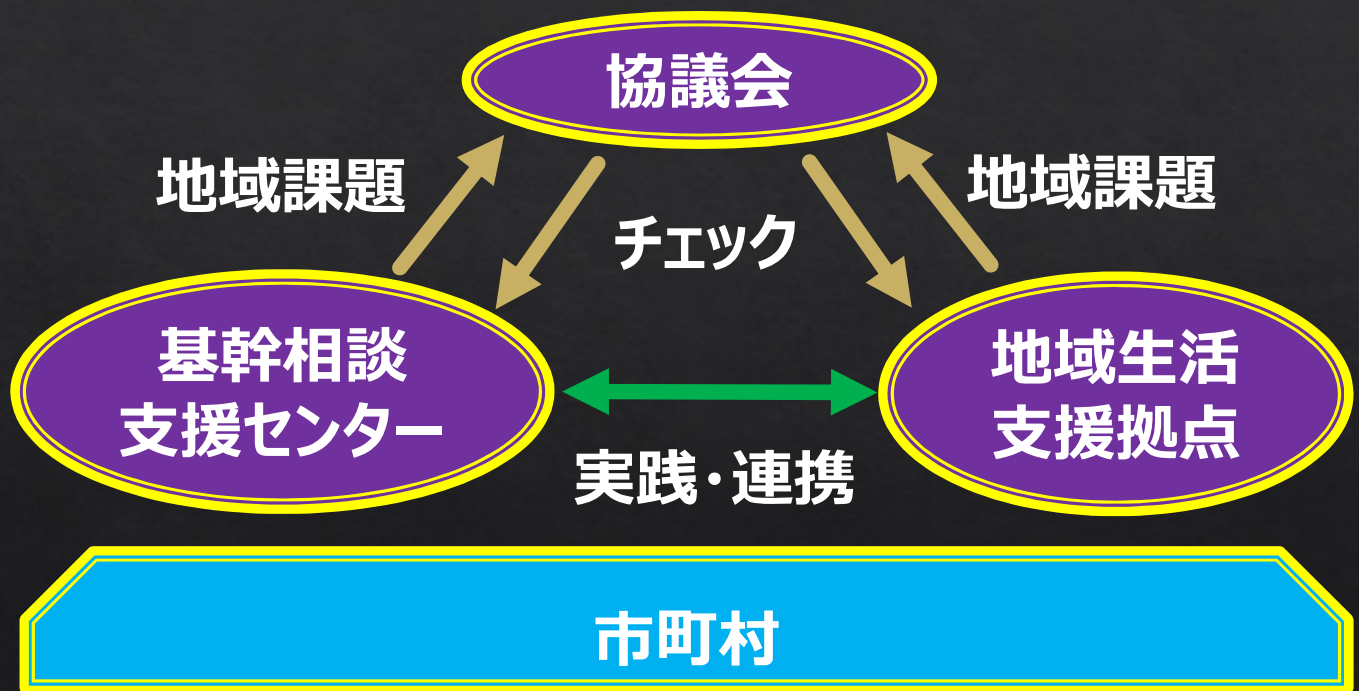 協議会
地域課題
地域課題
チェック
基幹相談
支援センター
地域生活
支援拠点
実践・連携
市町村